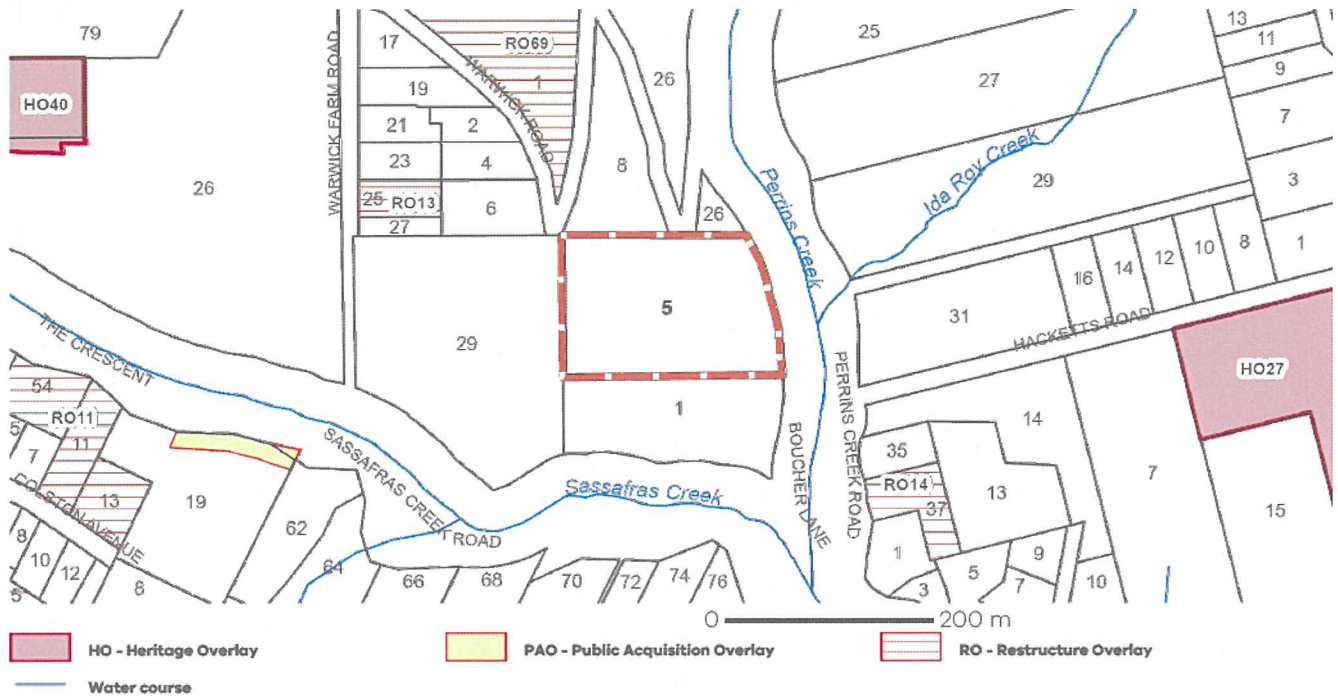 79
17
RO69
13
25
11
WARWICK FARM ROAD
WARWICK ROAD
1
26
27
9
HO40
19
21
2
7
23
4
8
Perrins Creek
Ida Roy Creek
29
26
25
RO13
6
26
3
27
16
14
12
10
8
1
5
31
HACKETTS ROAD
THE CRESCENT
29
PERRINS CREEK ROAD
HO27
54
RO11
11
5
7
1
BOUCHER LANE
14
35
SASSAFRAS CREEK ROAD
Sassafras Creek
RO14
37
13
7
15
COLSTON AVENUE
13
19
62
8
10
12
8
5
64
66
68
70
72
74
76
1
3
5
7
9
10
0 200 m
HO - Heritage Overlay
PAO - Public Acquisition Overlay
RO - Restructure Overlay
Water course